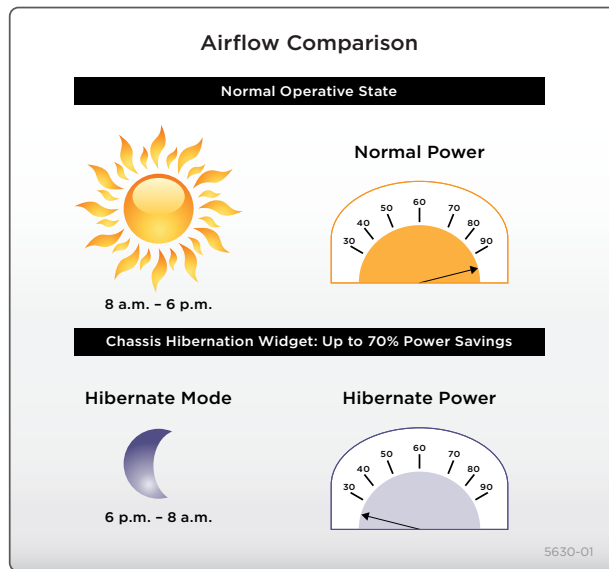 Airflow Comparison
Normal Operative State
Normal Power
30 40 50 60 70 80 90
8 a.m. – 6 p.m.
Chassis Hibernation Widget: Up to 70% Power Savings
Hibernate Mode
Hibernate Power
30 40 50 60 70 80 90
6 p.m. – 8 a.m.
5630-01